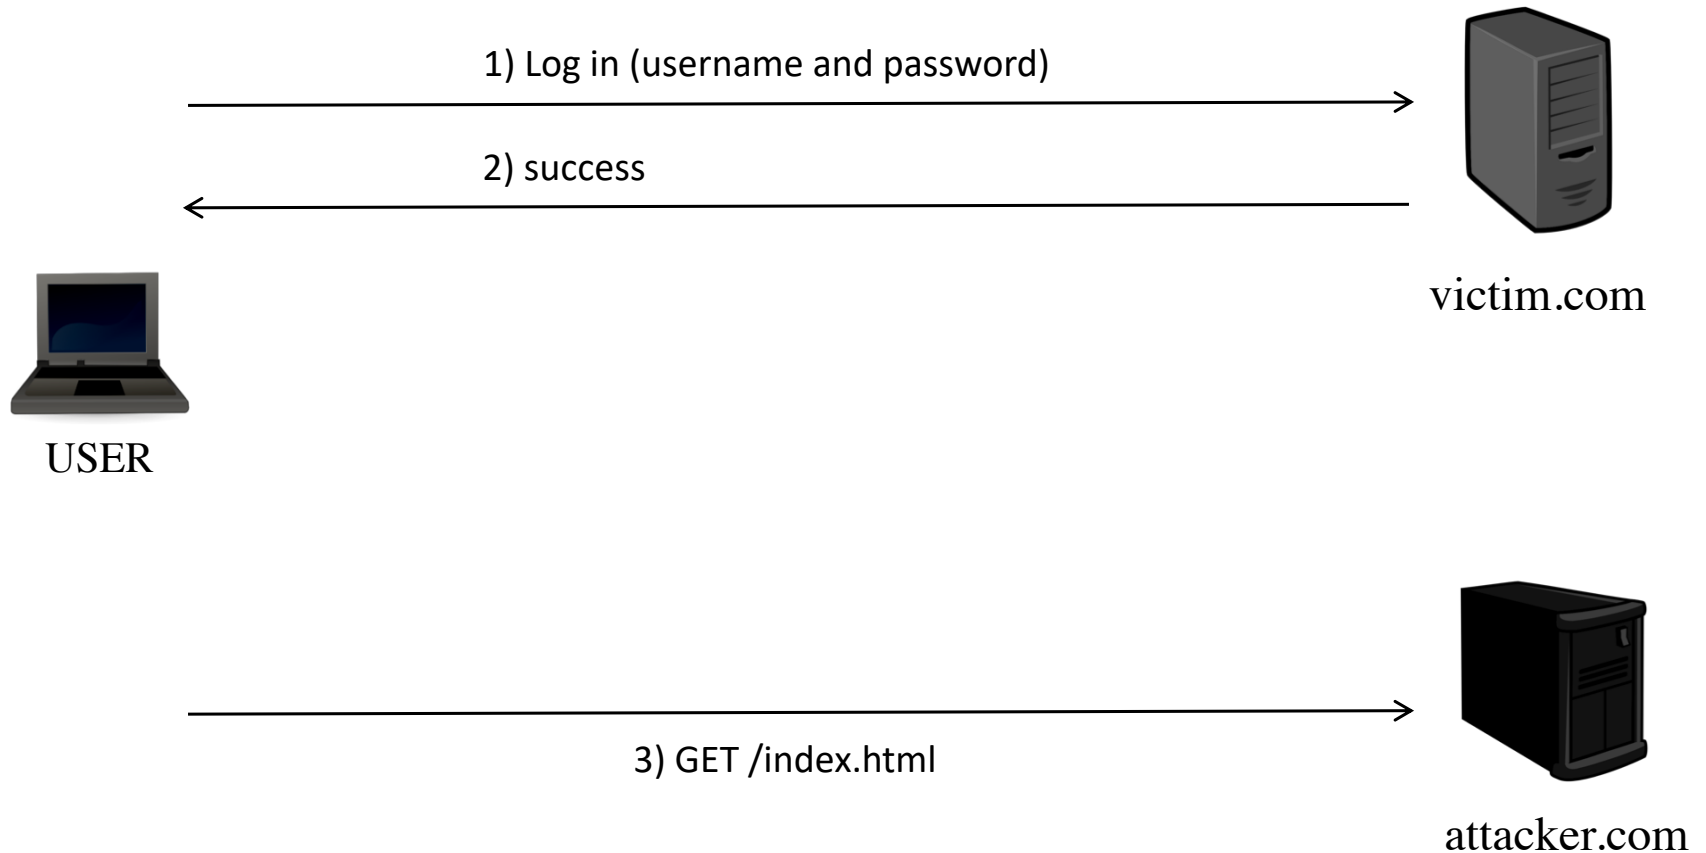 1) Log in (username and password)
2) success
victim.com
USER
3) GET /index.html
attacker.com